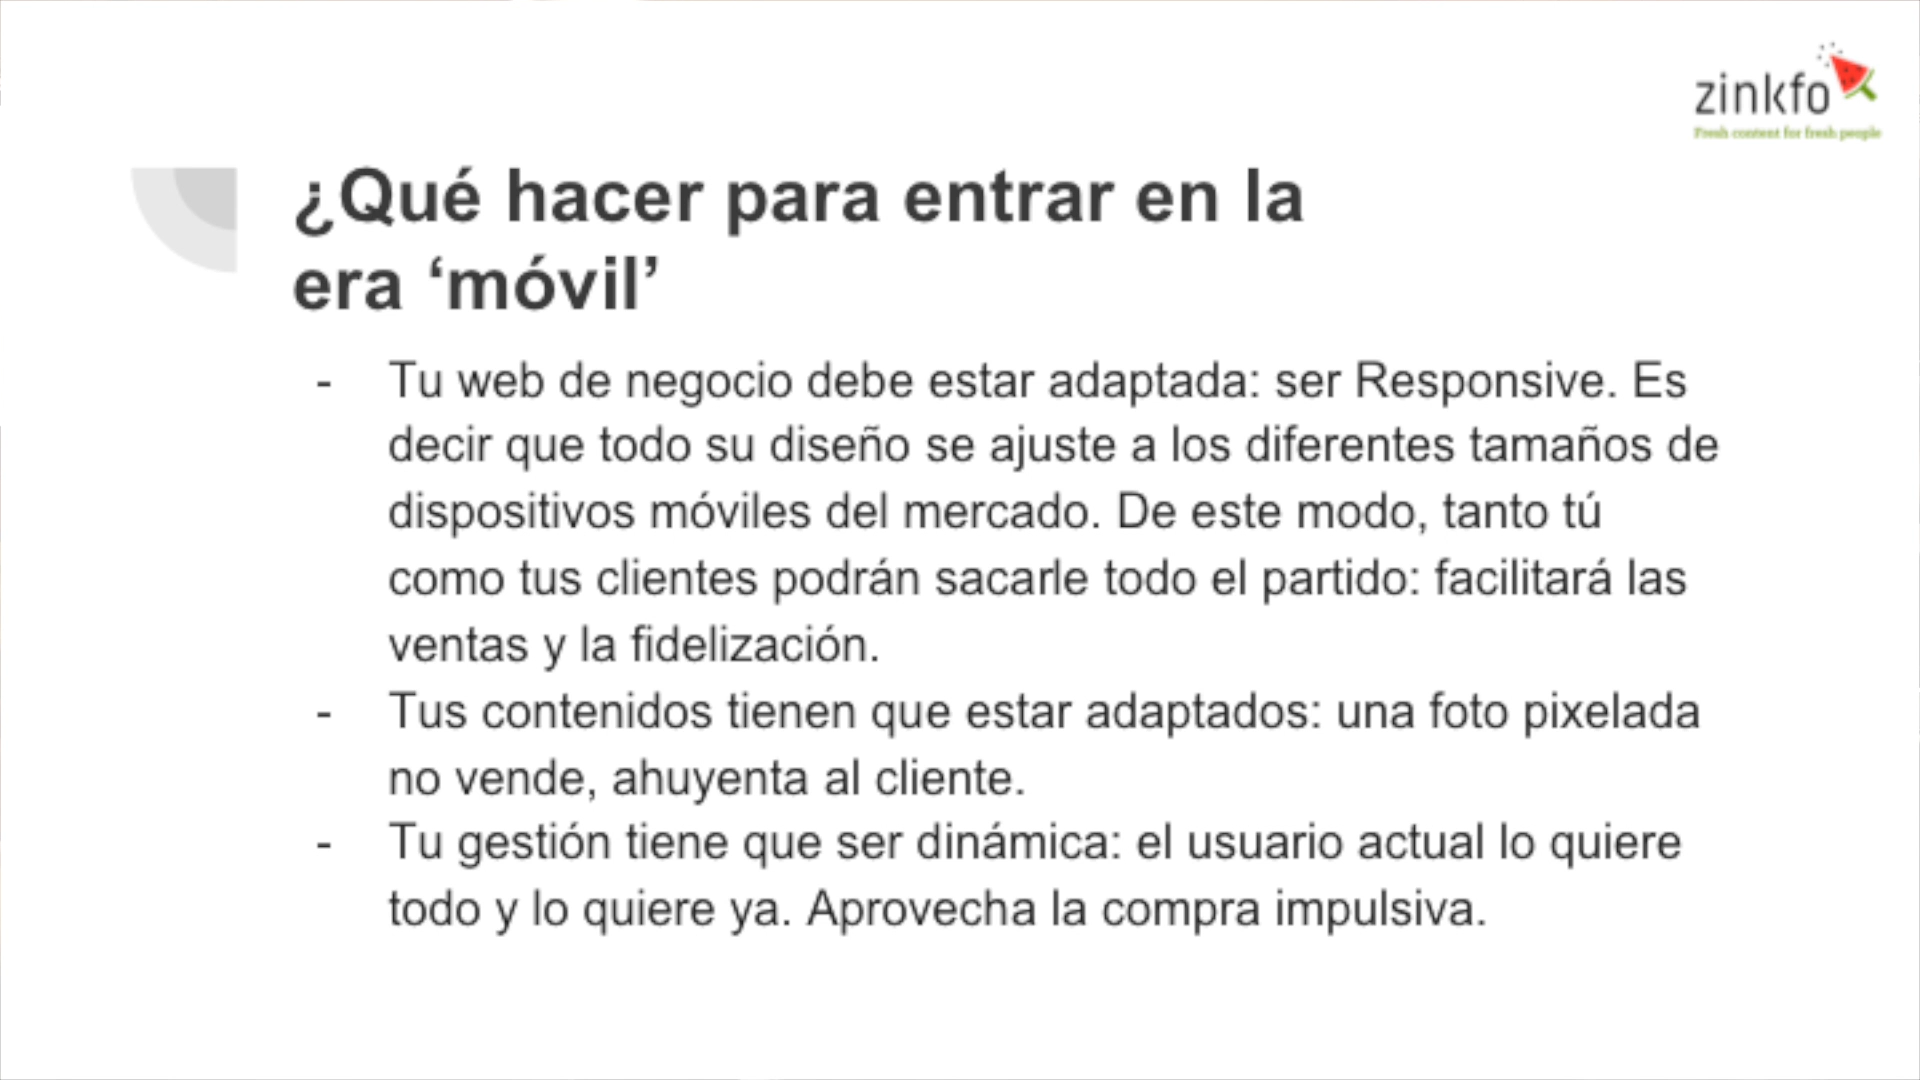 zinkfo
Fresh content for fresh people
¿Qué hacer para entrar en la
era ‘móvil’
- Tu web de negocio debe estar adaptada: ser Responsive. Es
decir que todo su diseño se ajuste a los diferentes tamaños de
dispositivos móviles del mercado. De este modo, tanto tú
como tus clientes podrán sacarle todo el partido: facilitará las
ventas y la fidelización.
- Tus contenidos tienen que estar adaptados: una foto pixelada
no vende, ahuyenta al cliente.
- Tu gestión tiene que ser dinámica: el usuario actual lo quiere
todo y lo quiere ya. Aprovecha la compra impulsiva.